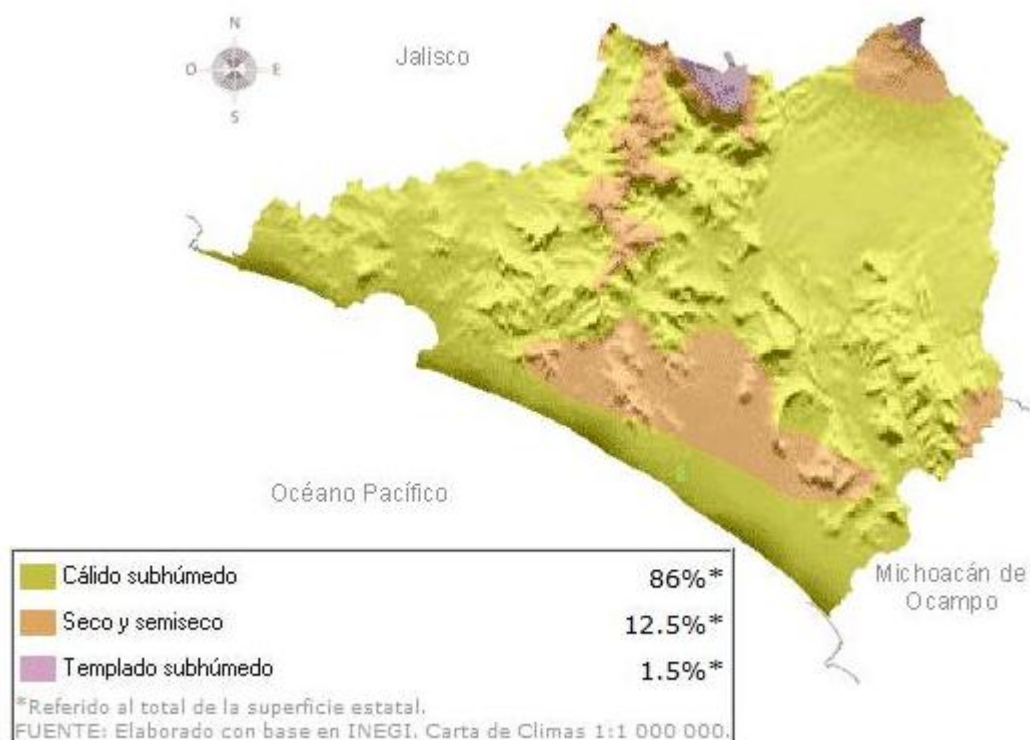 N
O E
S
Jalisco
Océano Pacífico
Michoacán de
Ocampo
Cálido subhúmedo 86%*
Seco y semiseco 12.5%*
Templado subhúmedo 1.5%*
*Referido al total de la superficie estatal.
FUENTE: Elaborado con base en INEGI. Carta de Climas 1:1 000 000.